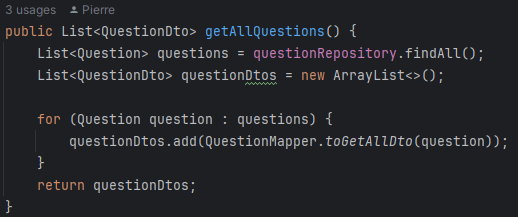 3 usages Pierre
public List<QuestionDto> getAllQuestions() {
    List<Question> questions = questionRepository.findAll();
    List<QuestionDto> questionDtos = new ArrayList<>();

    for (Question question : questions) {
        questionDtos.add(QuestionMapper.toGetAllDto(question));
    }
    return questionDtos;
}